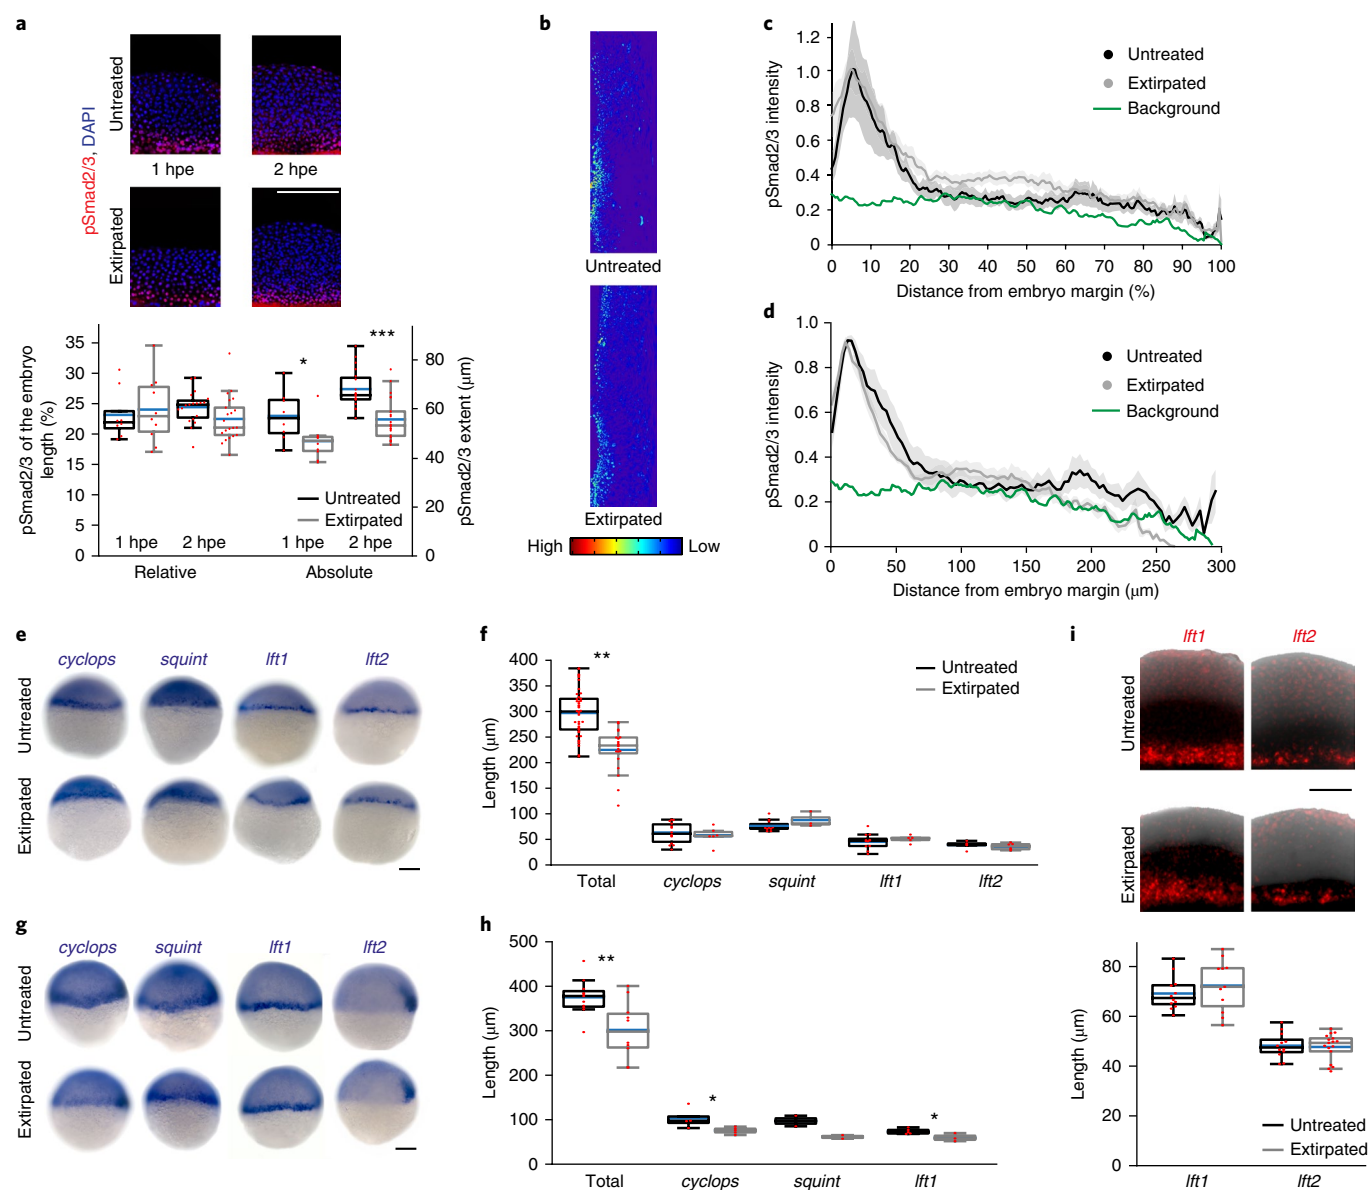 a
pSmad2/3, DAPI
Untreated
1 hpe
2 hpe
Extirpated
pSmad2/3 of the embryo
length (%)
35
30
25
20
15
10
5
0
1 hpe
2 hpe
1 hpe
2 hpe
Relative
Absolute
*
***
Untreated
Extirpated
80
60
40
20
0
pSmad2/3 extent (μm)
b
Untreated
Extirpated
High
Low
c
pSmad2/3 intensity
1.2
1.0
0.8
0.6
0.4
0.2
0
0 10 20 30 40 50 60 70 80 90 100
Distance from embryo margin (%)
Untreated
Extirpated
Background
d
pSmad2/3 intensity
1.0
0.8
0.6
0.4
0.2
0
0 50 100 150 200 250 300
Distance from embryo margin (μm)
Untreated
Extirpated
Background
e
cyclops squint lft1 lft2
Untreated
Extirpated
f
Length (μm)
400
350
300
250
200
150
100
50
0
**
Untreated
Extirpated
Total cyclops squint lft1 lft2
g
cyclops squint lft1 lft2
Untreated
Extirpated
h
Length (μm)
500
400
300
200
100
0
**
*
*
Total cyclops squint lft1
i
lft1 lft2
Untreated
Extirpated
Length (μm)
80
60
40
20
0
Untreated
Extirpated
lft1 lft2